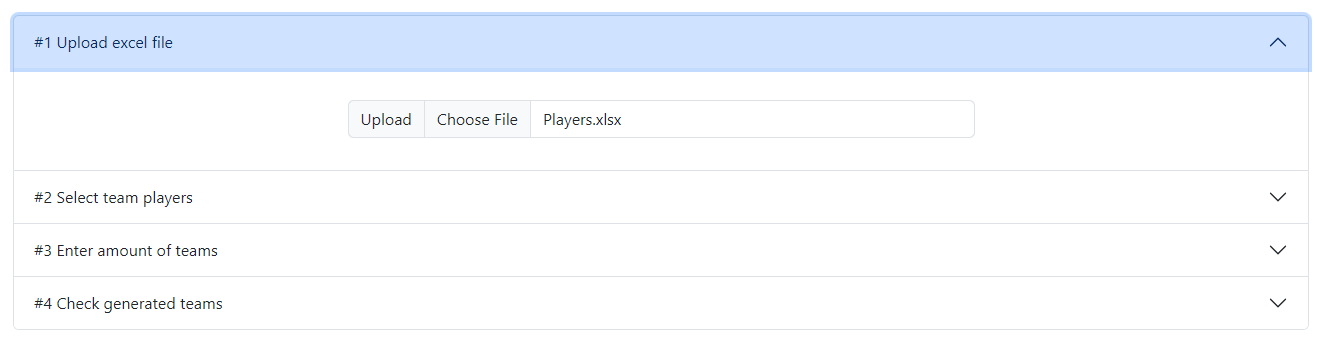 #1 Upload excel file
Upload Choose File Players.xlsx
#2 Select team players
#3 Enter amount of teams
#4 Check generated teams